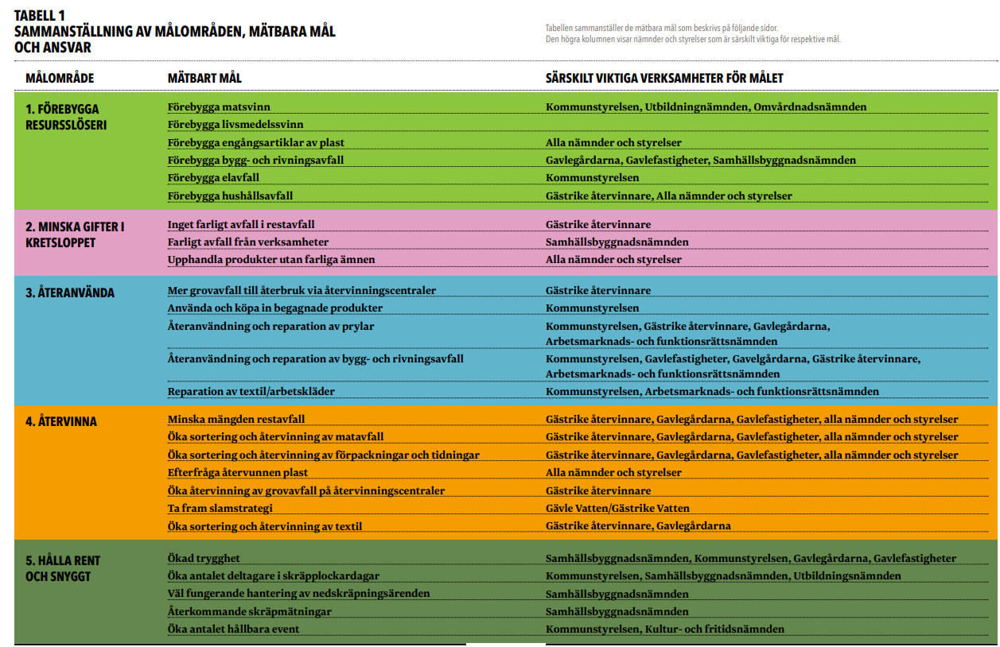 TABELL 1
SAMMANSTÄLLNING AV MÅLOMRÅDEN, MÄTBARA MÅL
OCH ANSVAR
Tabellen sammanställer de mätbara mål som beskrivs på följande sidor.
Den högra kolumnen visar nämnder och styrelser som är särskilt viktiga för respektive mål.
MÅLOMRÅDE MÄTBART MÅL SÄRSKILT VIKTIGA VERKSAMHETER FÖR MÅLET
1. FÖREBYGGA
RESURSSLÖSERI
Förebygga matsvinn Kommunstyrelsen, Utbildningnämnden, Omvårdnadsnämnden
Förebygga livsmedelssvinn
Förebygga engångsartiklar av plast Alla nämnder och styrelser
Förebygga bygg- och rivningsavfall Gavlegårdarna, Gavlefastigheter, Samhällsbyggnadsnämnden
Förebygga elavfall Kommunstyrelsen
Förebygga hushållsavfall Gästrike återvinnare, Alla nämnder och styrelser
2. MINSKA GIFTER I
KRETSLOPPET
Inget farligt avfall i restavfall Gästrike återvinnare
Farligt avfall från verksamheter Samhällsbyggnadsnämnden
Upphandla produkter utan farliga ämnen Alla nämnder och styrelser
3. ÅTERANVÄNDA
Mer grovavfall till återbruk via återvinningscentraler Gästrike återvinnare
Använda och köpa in begagnade produkter Kommunstyrelsen
Återanvändning och reparation av prylar Kommunstyrelsen, Gästrike återvinnare, Gavlegårdarna,
Arbetsmarknads- och funktionsrättsnämnden
Återanvändning och reparation av bygg- och rivningsavfall Kommunstyrelsen, Gavlefastigheter, Gavelgårdarna, Gästrike återvinnare,
Arbetsmarknads- och funktionsrättsnämnden
Reparation av textil/arbetskläder Kommunstyrelsen, Arbetsmarknads- och funktionsrättsnämnden
4. ÅTERVINNA
Minska mängden restavfall Gästrike återvinnare, Gavlegårdarna, Gavlefastigheter, alla nämnder och styrelser
Öka sortering och återvinning av matavfall Gästrike återvinnare, Gavlegårdarna, Gavlefastigheter, alla nämnder och styrelser
Öka sortering och återvinning av förpackningar och tidningar Gästrike återvinnare, Gavlegårdarna, Gavlefastigheter, alla nämnder och styrelser
Efterfråga återvunnen plast Alla nämnder och styrelser
Öka återvinning av grovavfall på återvinningscentraler Gästrike återvinnare
Ta fram slamstrategi Gävle Vatten/Gästrike Vatten
Öka sortering och återvinning av textil Gästrike återvinnare, Gavlegårdarna
5. HÅLLA RENT
OCH SNYGGT
Ökad trygghet Samhällsbyggnadsnämnden, Kommunstyrelsen, Gavlegårdarna, Gavlefastigheter
Öka antalet deltagare i skräpplockardagar Kommunstyrelsen, Samhällsbyggnadsnämnden, Utbildningsnämnden
Väl fungerande hantering av nedskräpningsärenden Samhällsbyggnadsnämnden
Återkommande skräpmätningar Samhällsbyggnadsnämnden
Öka antalet hållbara event Kommunstyrelsen, Kultur- och fritidsnämnden